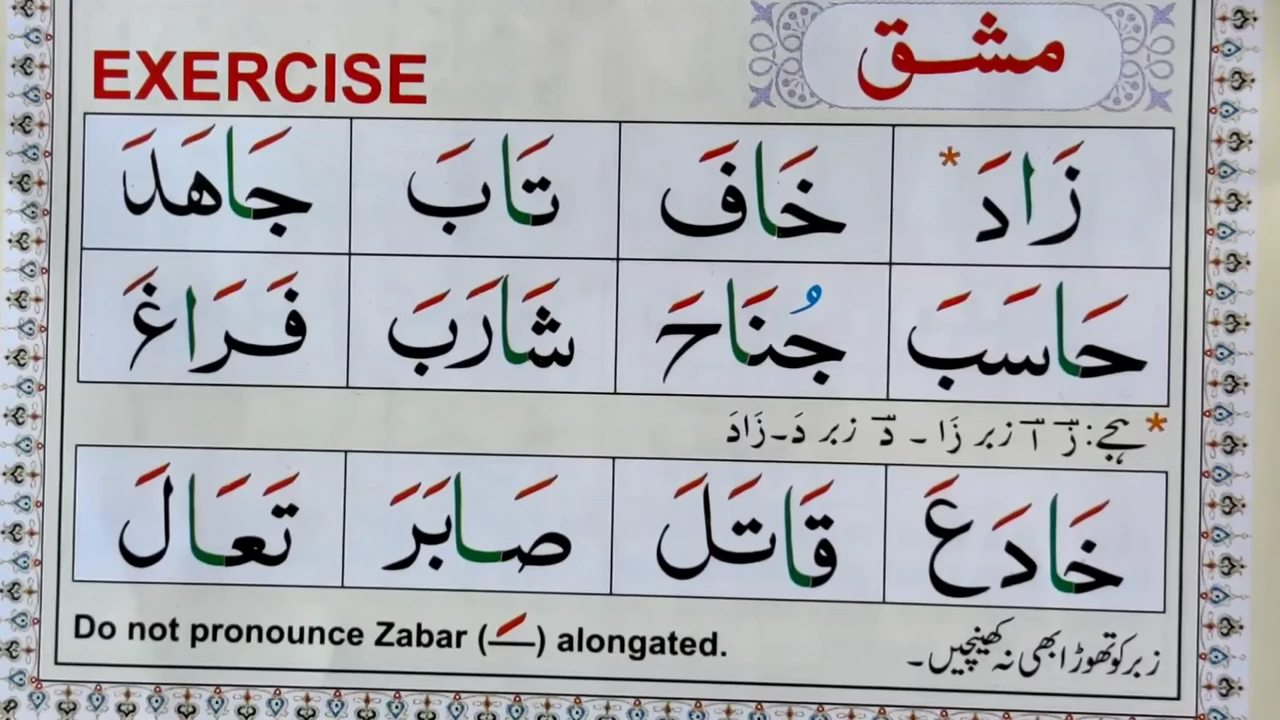 EXERCISE مشق
زَادَ* خَافَ تَابَ جَاهَدَ
حَاسَبَ جُنَاحَ شَارَبَ فَرَاغَ
*ہجے: زَ آ زبر زَا ۔ دَ زبر دَ۔زَادَ
خَادَعَ قَاتَلَ صَابَرَ تَعَالَ
Do not pronounce Zabar (ــَـ) alongated. زبر کو تھوڑا بھی نہ کھینچیں۔